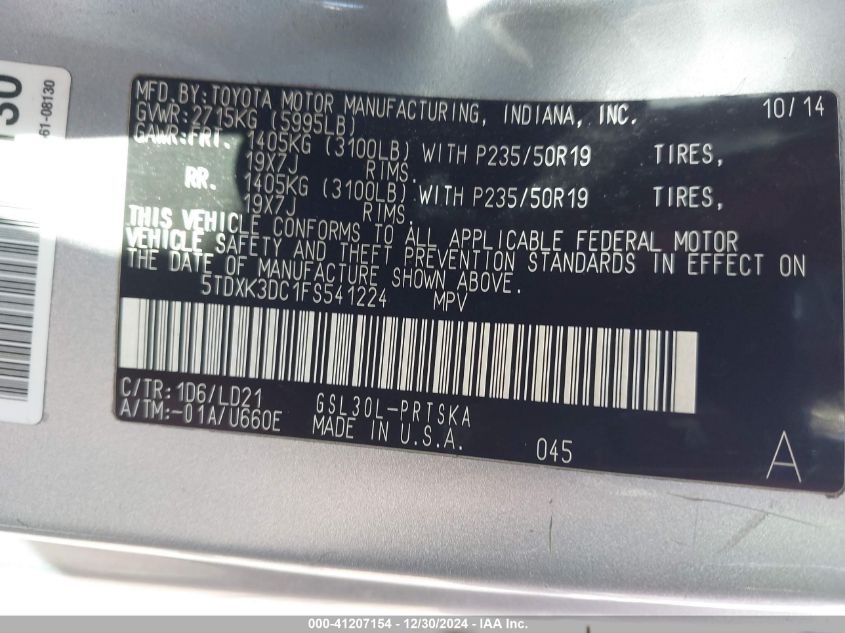 30
61-08130
MFD. BY: TOYOTA MOTOR MANUFACTURING, INDIANA, INC. 10/14
GVWR: 2715KG (5995LB)
GAWR: FRT. 1405KG (3100LB) WITH P235/50R19 TIRES,
19X7J RIMS.
RR. 1405KG (3100LB) WITH P235/50R19 TIRES,
19X7J RIMS.
THIS VEHICLE CONFORMS TO ALL APPLICABLE FEDERAL MOTOR
VEHICLE SAFETY AND THEFT PREVENTION STANDARDS IN EFFECT ON
THE DATE OF MANUFACTURE SHOWN ABOVE.
5TDXK3DC1FS541224 MPV
C/TR: 1D6/LD21 GSL30L-PRTSKA
A/TM: -01A/U660E MADE IN U.S.A. 045 A
000-41207154 - 12/30/2024 - IAA Inc.